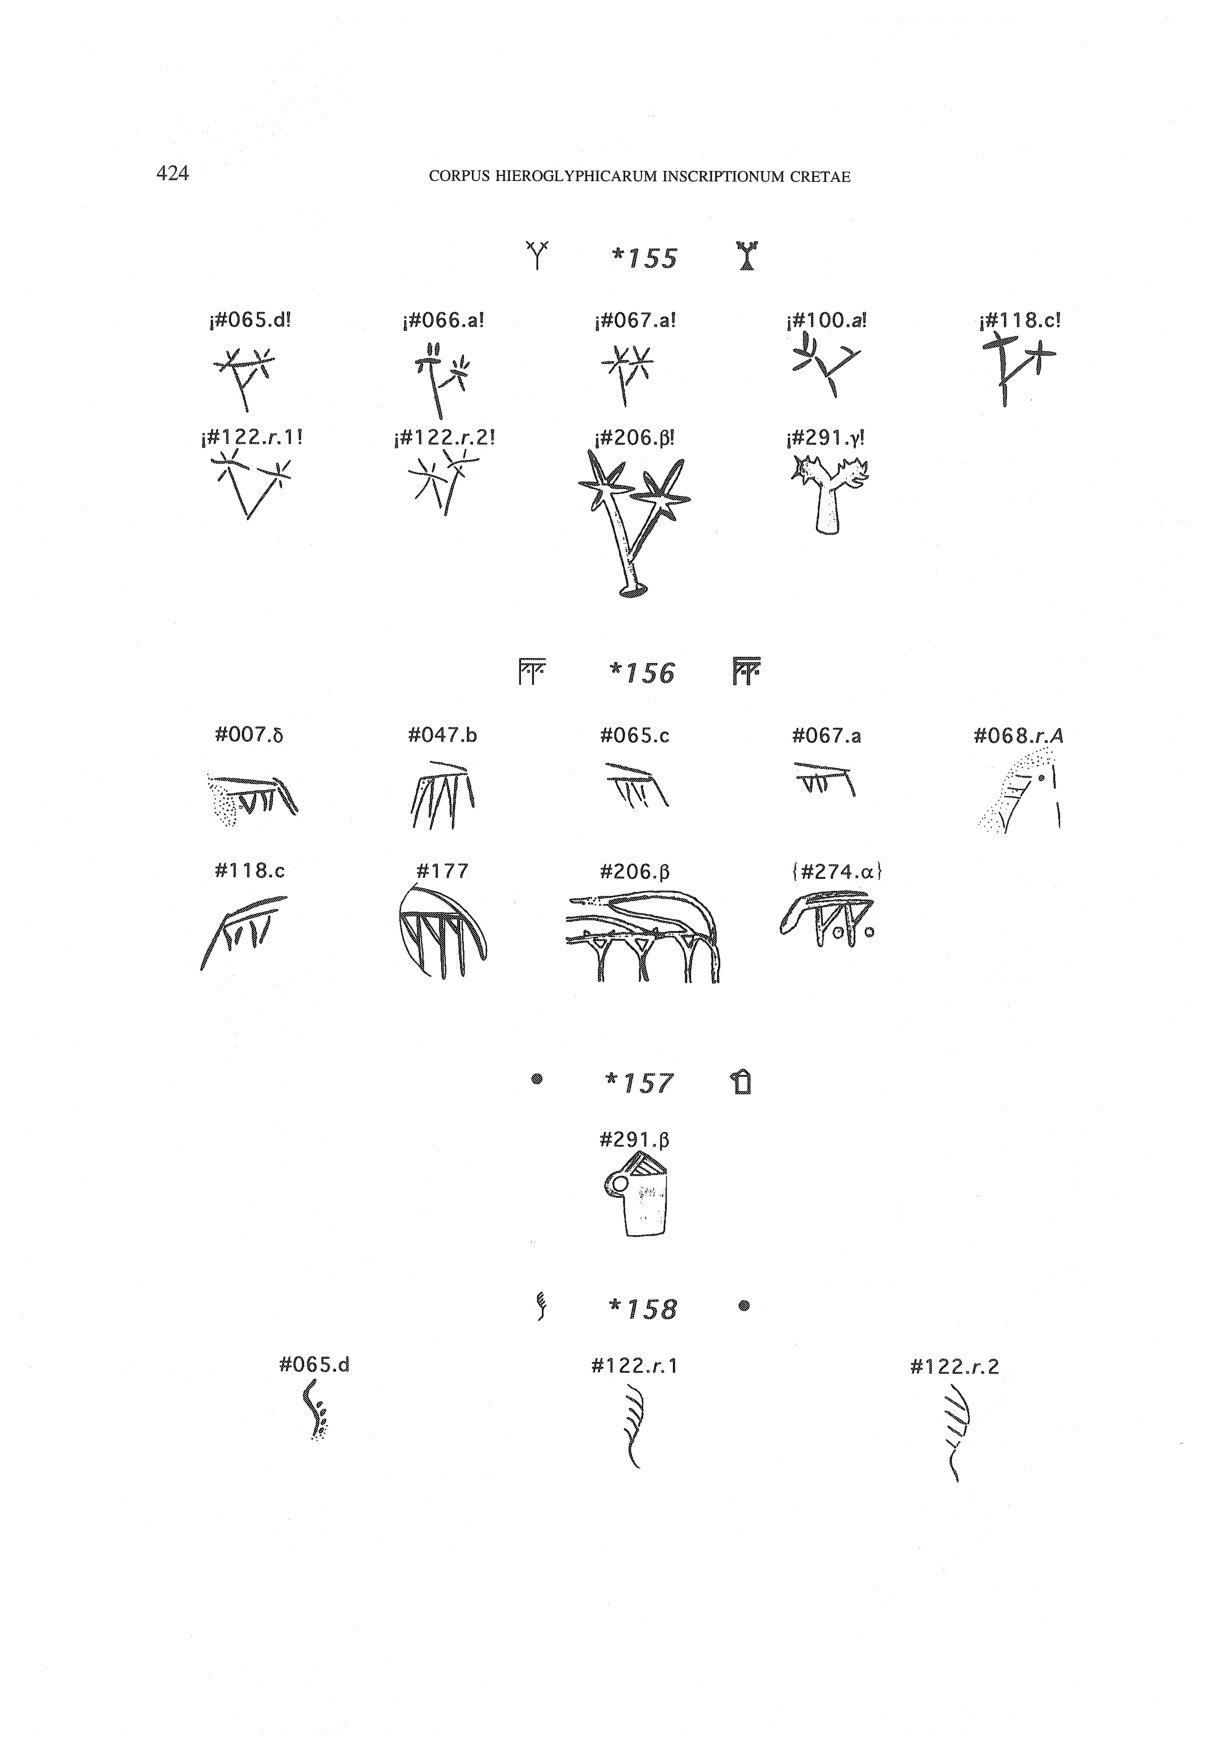 424
CORPUS HIEROGLYPHICARUM INSCRIPTIONUM CRETAE
*155
¡#065.d! ¡#066.a! ¡#067.a! ¡#100.a! ¡#118.c!
¡#122.r.1! ¡#122.r.2! ¡#206.β! ¡#291.γ!
*156
#007.δ #047.b #065.c #067.a #068.r.A
#118.c #177 #206.β {#274.α}
*157
#291.β
*158
#065.d #122.r.1 #122.r.2